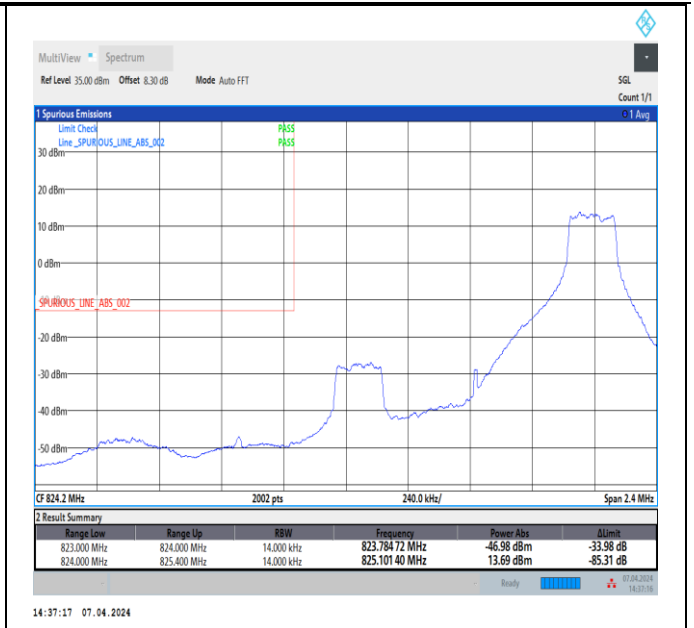 MultiView Spectrum
Ref Level 35.00 dBm Offset 8.30 dB Mode Auto FFT SGL
Count 1/1
1 Spurious Emissions 1 Avg
Limit Check PASS
Line _SPURIOUS_LINE_ABS_002 PASS
30 dBm
20 dBm
10 dBm
0 dBm
_SPURIOUS_LINE_ABS_002
-20 dBm
-30 dBm
-40 dBm
-50 dBm
CF 824.2 MHz 2002 pts 240.0 kHz/ Span 2.4 MHz
2 Result Summary
Range Low Range Up RBW Frequency Power Abs ΔLimit
823.000 MHz 824.000 MHz 14.000 kHz 823.784 72 MHz -46.98 dBm -33.98 dB
824.000 MHz 825.400 MHz 14.000 kHz 825.101 40 MHz 13.69 dBm -85.31 dB
Ready 07.04.2024
14:37:16
14:37:17 07.04.2024